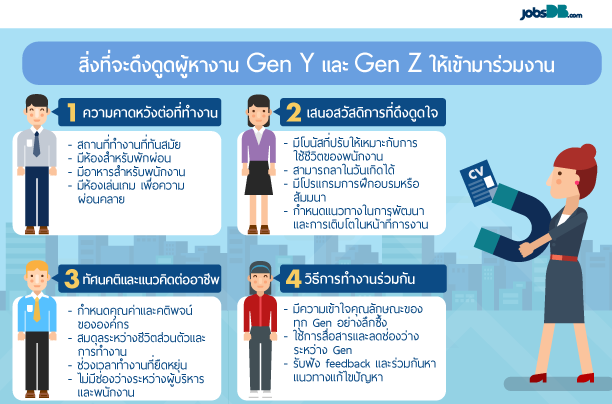 jobsDB.com
สิ่งที่จะดึงดูดผู้หางาน Gen Y และ Gen Z ให้เข้ามาร่วมงาน
1 ความคาดหวังต่อที่ทำงาน
- สถานที่ทำงานที่ทันสมัย
- มีห้องสำหรับพักผ่อน
- มีอาหารสำหรับพนักงาน
- มีห้องเล่นเกม เพื่อความ
ผ่อนคลาย
2 เสนอสวัสดิการที่ดึงดูดใจ
- มีโบนัสที่ปรับให้เหมาะกับการ
ใช้ชีวิตของพนักงาน
- สามารถลาในวันเกิดได้
- มีโปรแกรมการฝึกอบรมหรือ
สัมมนา
- กำหนดแนวทางในการพัฒนา
และการเติบโตในหน้าที่การงาน
CV
3 ทัศนคติและแนวคิดต่ออาชีพ
- กำหนดคุณค่าและคติพจน์
ขององค์กร
- สมดุลระหว่างชีวิตส่วนตัวและ
การทำงาน
- ช่วงเวลาทำงานที่ยืดหยุ่น
- ไม่มีช่องว่างระหว่างผู้บริหาร
และพนักงาน
4 วิธีการทำงานร่วมกัน
- มีความเข้าใจคุณลักษณะของ
ทุก Gen อย่างลึกซึ้ง
- ใช้การสื่อสารและลดช่องว่าง
ระหว่าง Gen
- รับฟัง feedback และร่วมกันหา
แนวทางแก้ไขปัญหา